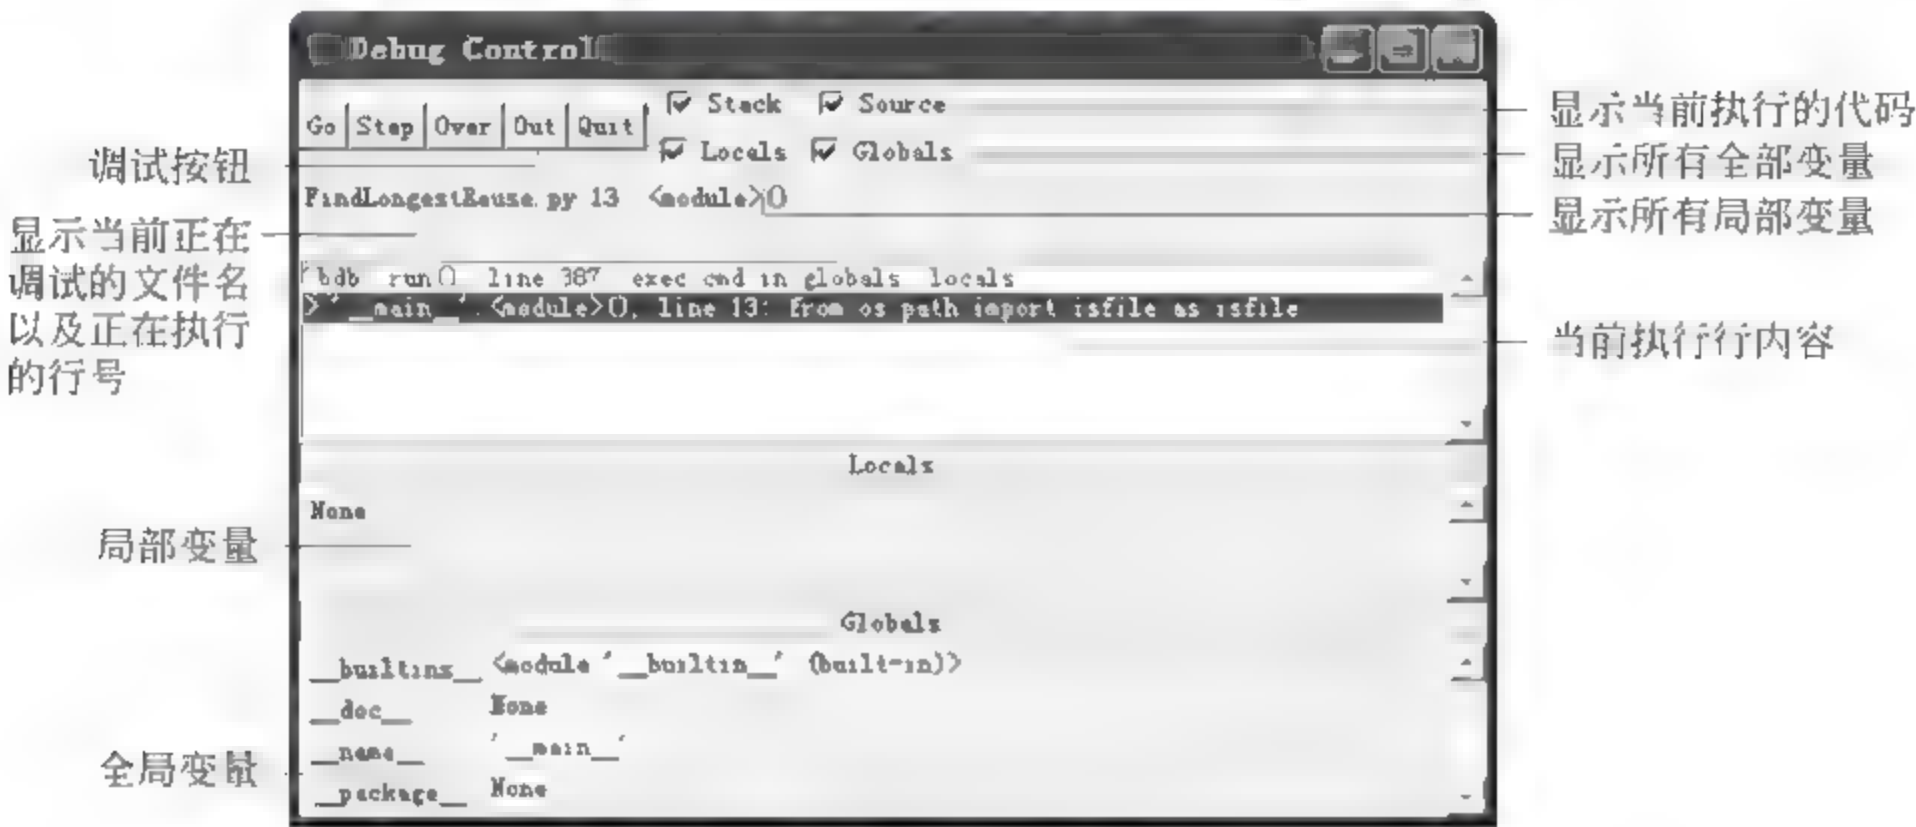 Debug Control
Go Step Over Out Quit
Stack Source
Locals Globals
显示当前执行的代码
显示所有全部变量
显示所有局部变量
调试按钮
FindLongestReuse.py 13 <module>()
显示当前正在
调试的文件名
以及正在执行
的行号
'bdb' run() line 387 exec cmd in globals locals
> '__main__'.<module>(), line 13: from os path import isfile as isfile
当前执行行内容
Locals
None
局部变量
Globals
__builtins__ <module '__builtin__' (built-in)>
__doc__ None
__name__ '__main__'
全局变量
__package__ None